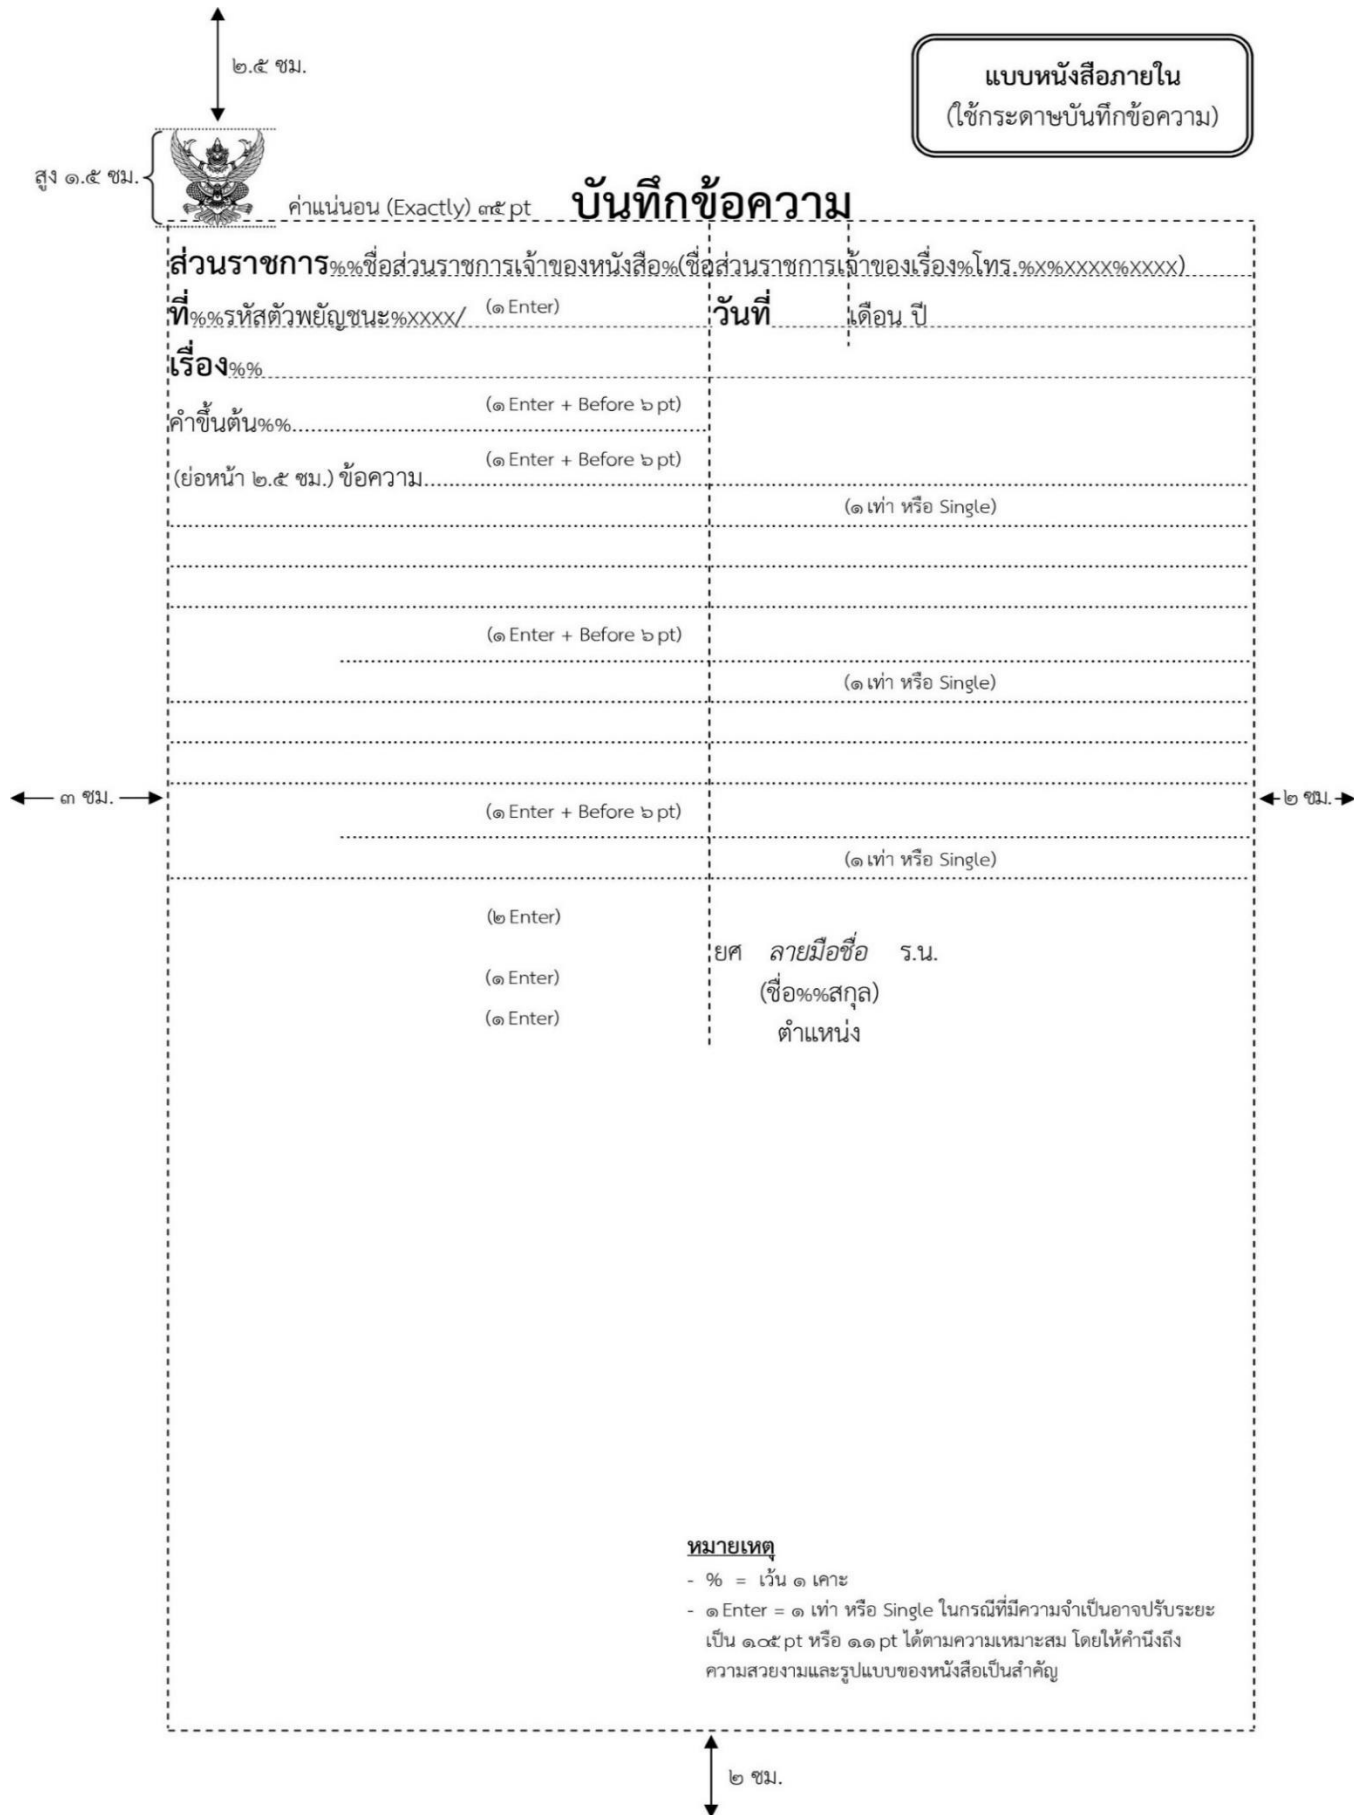 ๒.๕ ซม.
แบบหนังสือภายใน
(ใช้กระดาษบันทึกข้อความ)
สูง ๑.๕ ซม.
ค่าแน่นอน (Exactly) ๓๕ pt บันทึกข้อความ
ส่วนราชการ%%ชื่อส่วนราชการเจ้าของหนังสือ%(ชื่อส่วนราชการเจ้าของเรื่อง%โทร.%X%XXXX%XXXX)
ที่%%รหัสตัวพยัญชนะ%XXXX/ (๑ Enter) วันที่ เดือน ปี
เรื่อง%%
(๑ Enter + Before ๖ pt)
คำขึ้นต้น%%
(๑ Enter + Before ๖ pt)
(ย่อหน้า ๒.๕ ซม.) ข้อความ
(๑ เท่า หรือ Single)
(๑ Enter + Before ๖ pt)
(๑ เท่า หรือ Single)
๓ ซม.
๒ ซม.
(๑ Enter + Before ๖ pt)
(๑ เท่า หรือ Single)
(๒ Enter)
ยศ ลายมือชื่อ ร.น.
(๑ Enter) (ชื่อ%%สกุล)
(๑ Enter) ตำแหน่ง
หมายเหตุ
- % = เว้น ๑ เคาะ
- ๑ Enter = ๑ เท่า หรือ Single ในกรณีที่มีความจำเป็นอาจปรับระยะ
เป็น ๑.๐๕ pt หรือ ๑.๑ pt ได้ตามความเหมาะสม โดยให้คำนึงถึง
ความสวยงามและรูปแบบของหนังสือเป็นสำคัญ
๒ ซม.